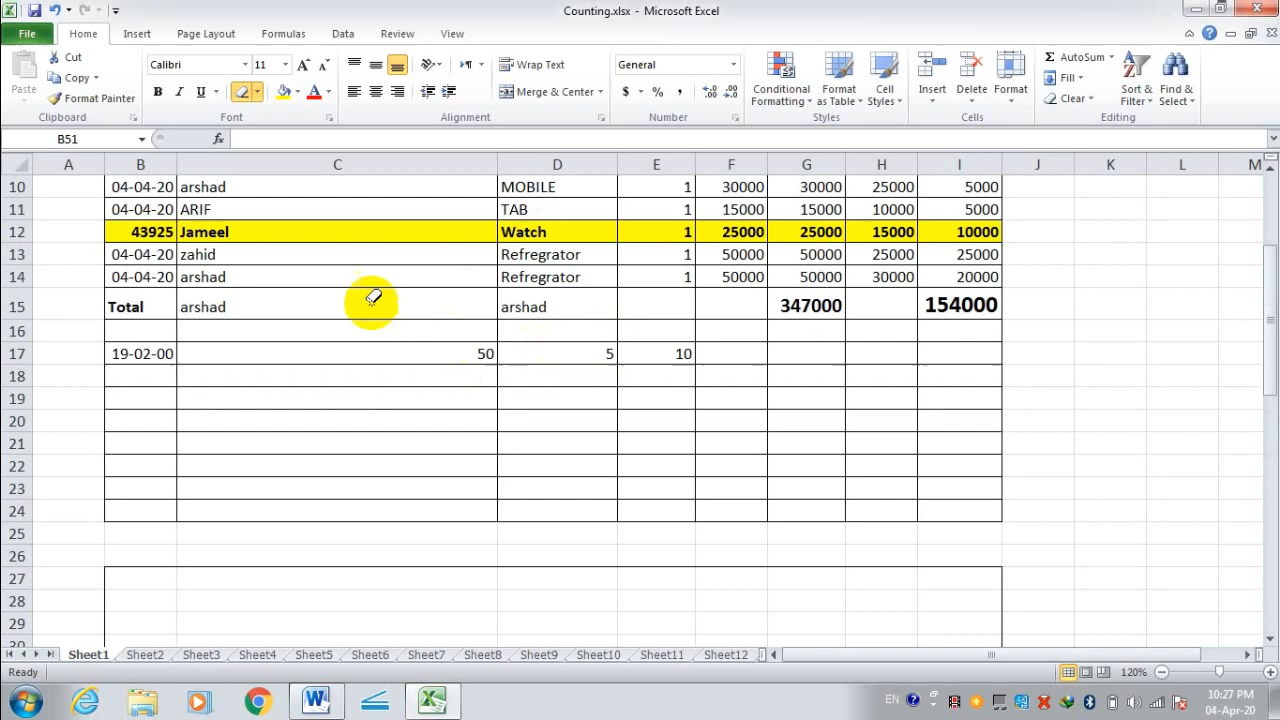 Counting.xlsx - Microsoft Excel
File Home Insert Page Layout Formulas Data Review View
Paste Cut Copy Format Painter Clipboard
Calibri 11 A A B I U A Font
Wrap Text Merge & Center Alignment
General $ % , .0 .00 .00 .0 Number
Conditional Formatting Format as Table Cell Styles Styles
Insert Delete Format Cells
Σ AutoSum Fill Clear Sort & Filter Find & Select Editing
B51 fx
A B C D E F G H I J K L M
10 04-04-20 arshad MOBILE 1 30000 30000 25000 5000
11 04-04-20 ARIF TAB 1 15000 15000 10000 5000
12 43925 Jameel Watch 1 25000 25000 15000 10000
13 04-04-20 zahid Refregrator 1 50000 50000 25000 25000
14 04-04-20 arshad Refregrator 1 50000 50000 30000 20000
15 Total arshad arshad 347000 154000
16
17 19-02-00 50 5 10
18
19
20
21
22
23
24
25
26
27
28
29
Sheet1 Sheet2 Sheet3 Sheet4 Sheet5 Sheet6 Sheet7 Sheet8 Sheet9 Sheet10 Sheet11 Sheet12
Ready 120%
EN 10:27 PM
04-Apr-20